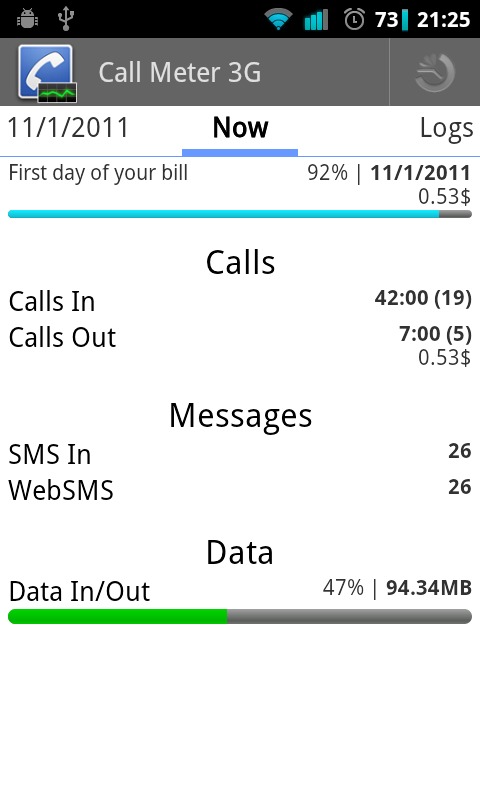 73 21:25
Call Meter 3G
11/1/2011 Now Logs
First day of your bill 92% | 11/1/2011
0.53$
Calls
Calls In 42:00 (19)
Calls Out 7:00 (5)
0.53$
Messages
SMS In 26
WebSMS 26
Data
Data In/Out 47% | 94.34MB